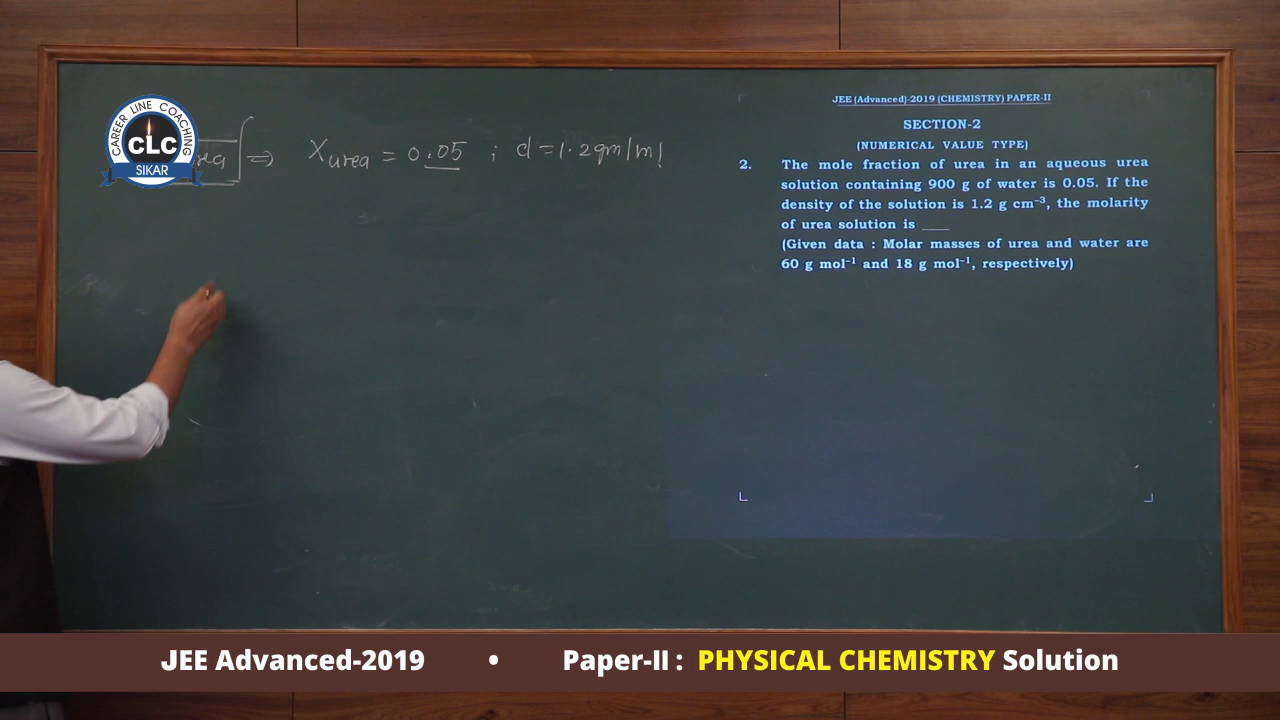 CAREER LINE COACHING
CLC
SIKAR
⇒ X urea = 0.05 ; d = 1.2 gm/ml
JEE (Advanced)-2019 (CHEMISTRY) PAPER-II
SECTION-2
(NUMERICAL VALUE TYPE)
2. The mole fraction of urea in an aqueous urea
solution containing 900 g of water is 0.05. If the
density of the solution is 1.2 g cm⁻³, the molarity
of urea solution is ____
(Given data : Molar masses of urea and water are
60 g mol⁻¹ and 18 g mol⁻¹, respectively)
JEE Advanced-2019 • Paper-II : PHYSICAL CHEMISTRY Solution